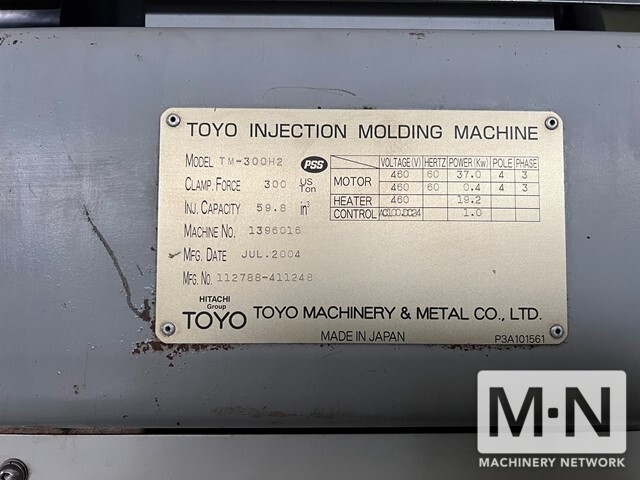 TOYO INJECTION MOLDING MACHINE
MODEL TM-300H2 PSS
CLAMP. FORCE 300 US Ton
INJ. CAPACITY 59.8 in³
MACHINE NO. 1396016
MFG. DATE JUL.2004
MFG. NO. 112788-411248
VOLTAGE (V) HERTZ POWER (Kw) POLE PHASE
MOTOR 460 60 37.0 4 3
460 60 0.4 4 3
HEATER 460 19.2
CONTROL AC100,DC24 1.0
HITACHI
Group
TOYO TOYO MACHINERY & METAL CO., LTD.
MADE IN JAPAN P3A101561
M·N
MACHINERY NETWORK